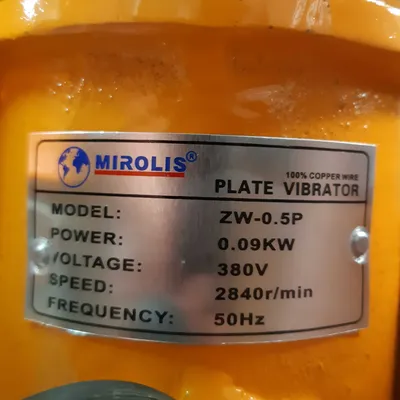 MIROLIS®
100% COPPER WIRE
PLATE VIBRATOR
MODEL: ZW-0.5P
POWER: 0.09KW
VOLTAGE: 380V
SPEED: 2840r/min
FREQUENCY: 50Hz